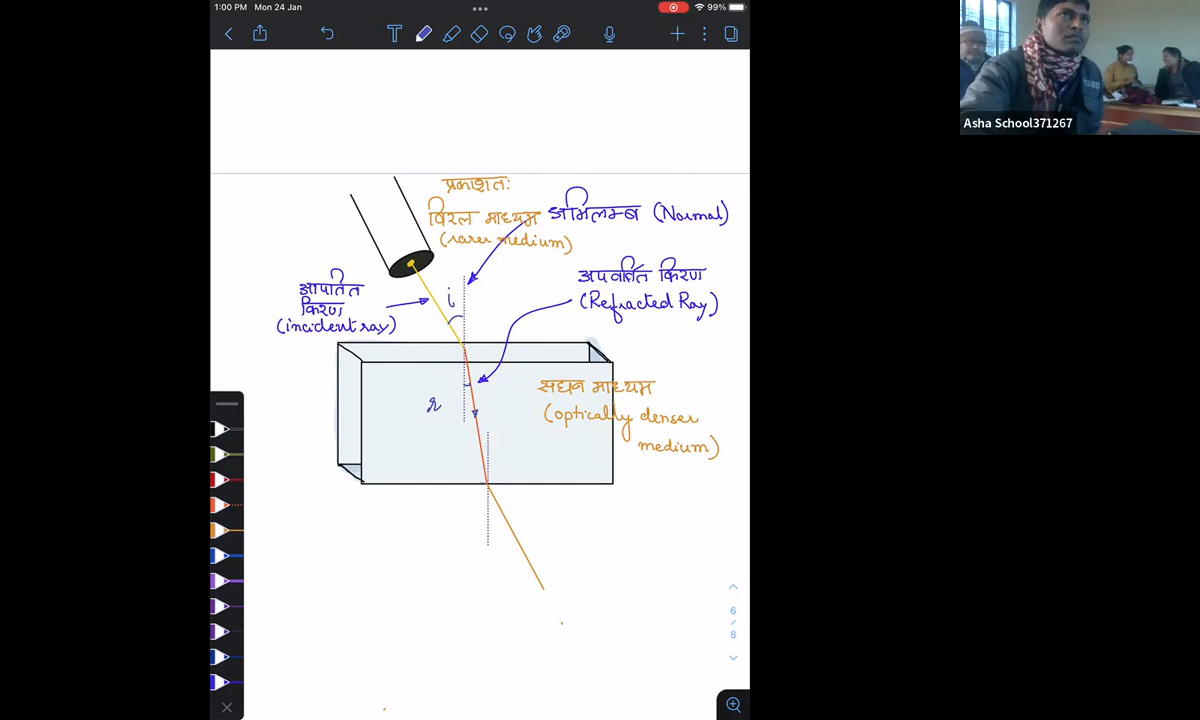 1:00 PM Mon 24 Jan
99%
प्रकाशतः
विरल माध्यम
(rarer medium)
अभिलम्ब (Normal)
आपतित
किरण
(incident ray)
i
अपवर्तित किरण
(Refracted Ray)
r
सघन माध्यम
(optically denser
medium)
6
/
8
Asha School371267